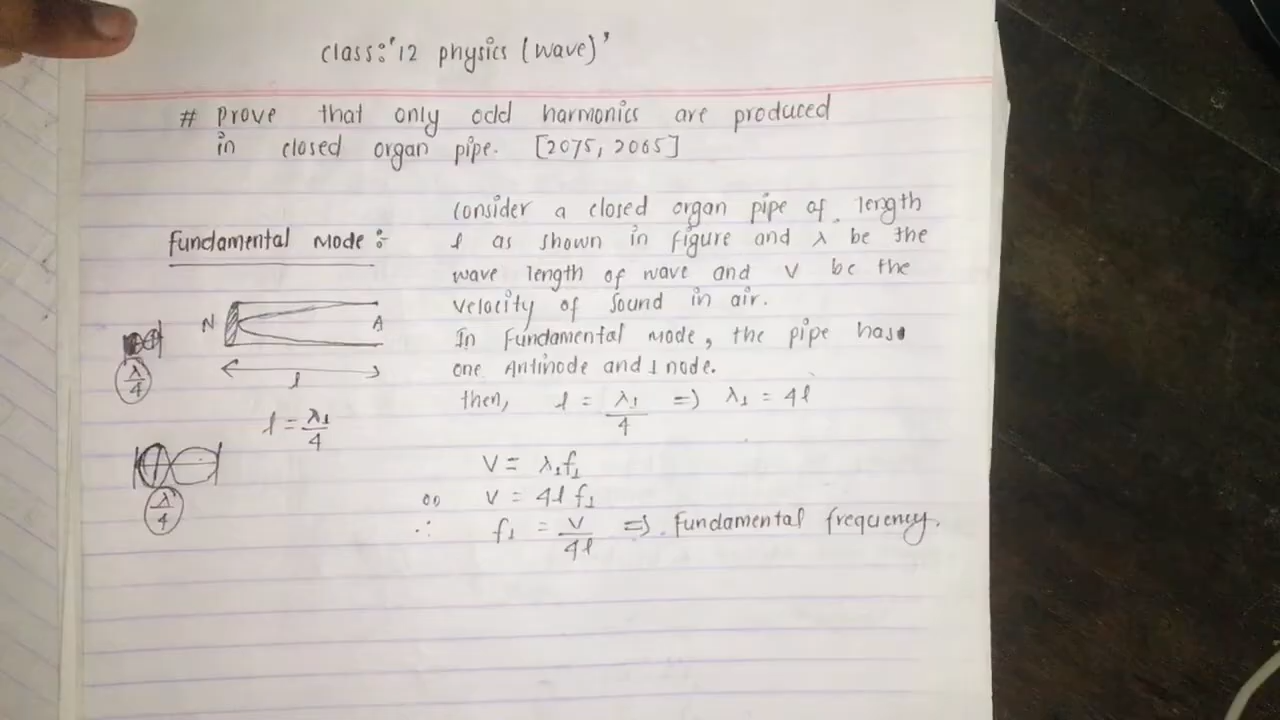 class:'12 physics (wave)'
# prove that only odd harmonics are produced
in closed organ pipe. [2075, 2065]
Consider a closed organ pipe of length
Fundamental Mode:
l as shown in figure and λ be the
wave length of wave and v be the
velocity of sound in air.
N A
In Fundamental mode, the pipe has
one Antinode and 1 node.
λ/4
l
then, l = λ₁/4 => λ₁ = 4l
l = λ₁/4
v = λ₁f₁
λ/4
oo v = 4l f₁
∴ f₁ = v/4l => Fundamental frequency.